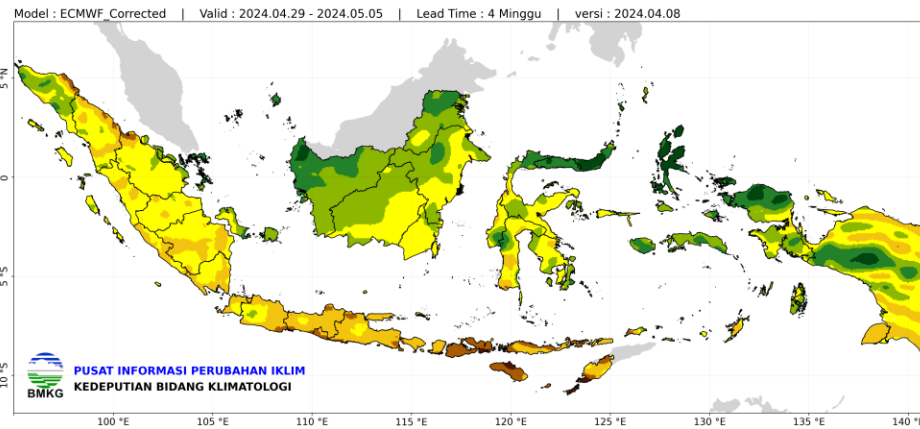 Model : ECMWF_Corrected | Valid : 2024.04.29 - 2024.05.05 | Lead Time : 4 Minggu | versi : 2024.04.08
5 °N
0
5 °S
10 °S
BMKG
PUSAT INFORMASI PERUBAHAN IKLIM
KEDEPUTIAN BIDANG KLIMATOLOGI
100 °E 105 °E 110 °E 115 °E 120 °E 125 °E 130 °E 135 °E 140 °